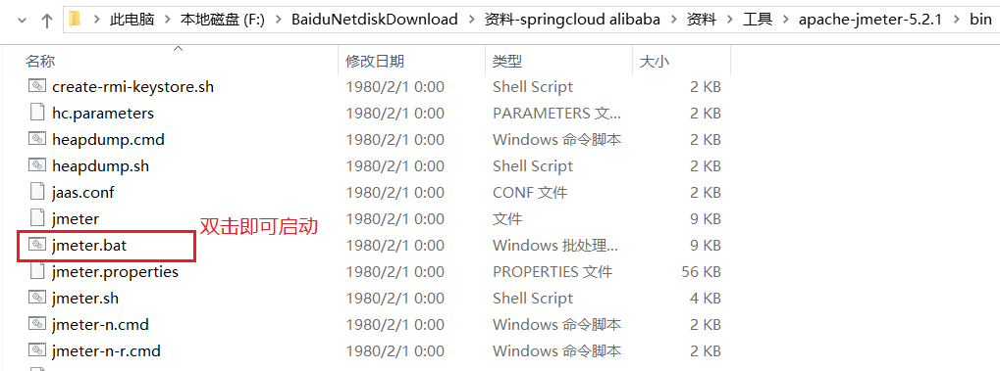 此电脑 > 本地磁盘 (F:) > BaiduNetdiskDownload > 资料-springcloud alibaba > 资料 > 工具 > apache-jmeter-5.2.1 > bin
名称 修改日期 类型 大小
create-rmi-keystore.sh 1980/2/1 0:00 Shell Script 2 KB
hc.parameters 1980/2/1 0:00 PARAMETERS 文... 2 KB
heapdump.cmd 1980/2/1 0:00 Windows 命令脚本 2 KB
heapdump.sh 1980/2/1 0:00 Shell Script 2 KB
jaas.conf 1980/2/1 0:00 CONF 文件 2 KB
jmeter 1980/2/1 0:00 文件 9 KB
双击即可启动
jmeter.bat 1980/2/1 0:00 Windows 批处理... 9 KB
jmeter.properties 1980/2/1 0:00 PROPERTIES 文件 56 KB
jmeter.sh 1980/2/1 0:00 Shell Script 4 KB
jmeter-n.cmd 1980/2/1 0:00 Windows 命令脚本 2 KB
jmeter-n-r.cmd 1980/2/1 0:00 Windows 命令脚本 2 KB